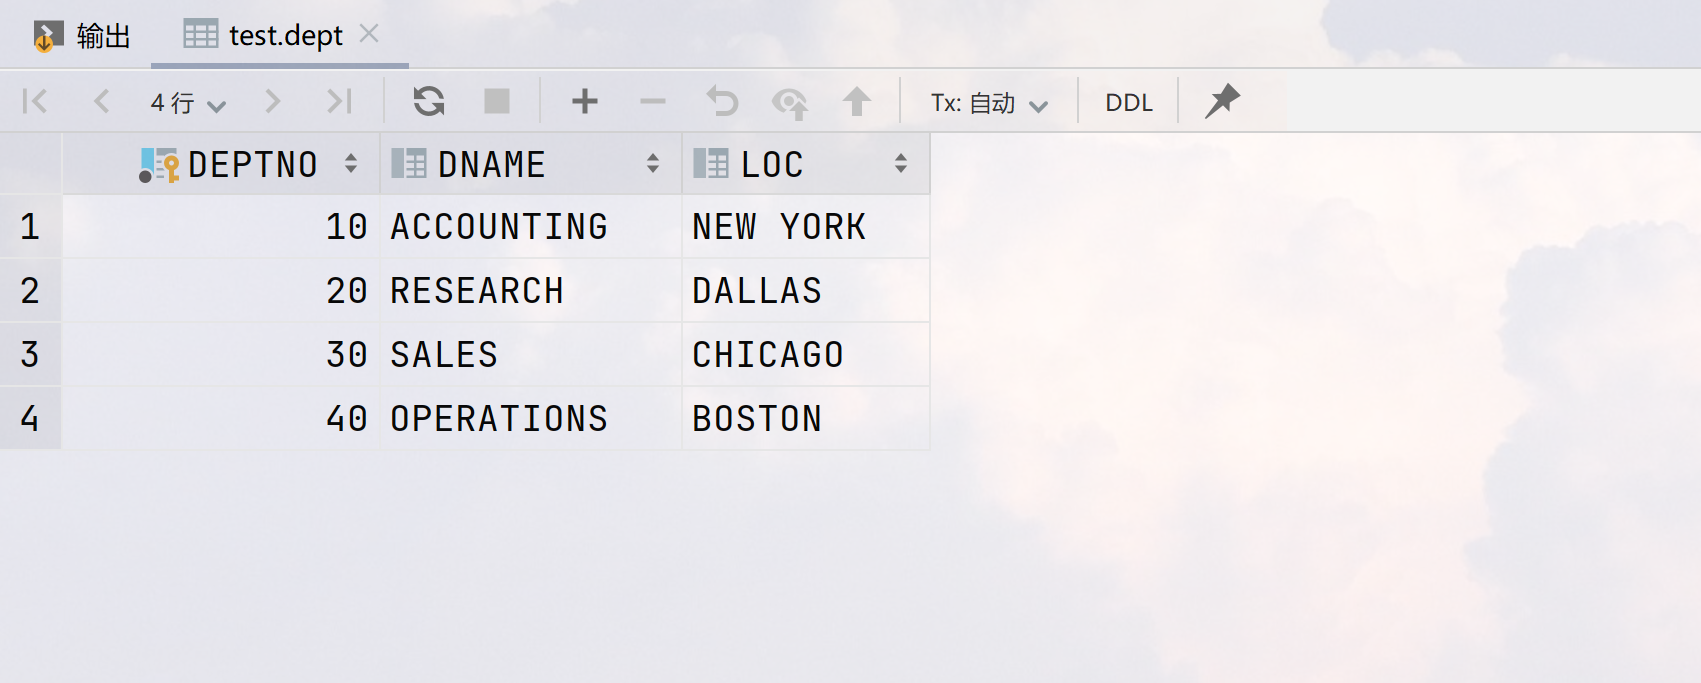 输出 test.dept
4 行 Tx: 自动 DDL
DEPTNO DNAME LOC
1 10 ACCOUNTING NEW YORK
2 20 RESEARCH DALLAS
3 30 SALES CHICAGO
4 40 OPERATIONS BOSTON